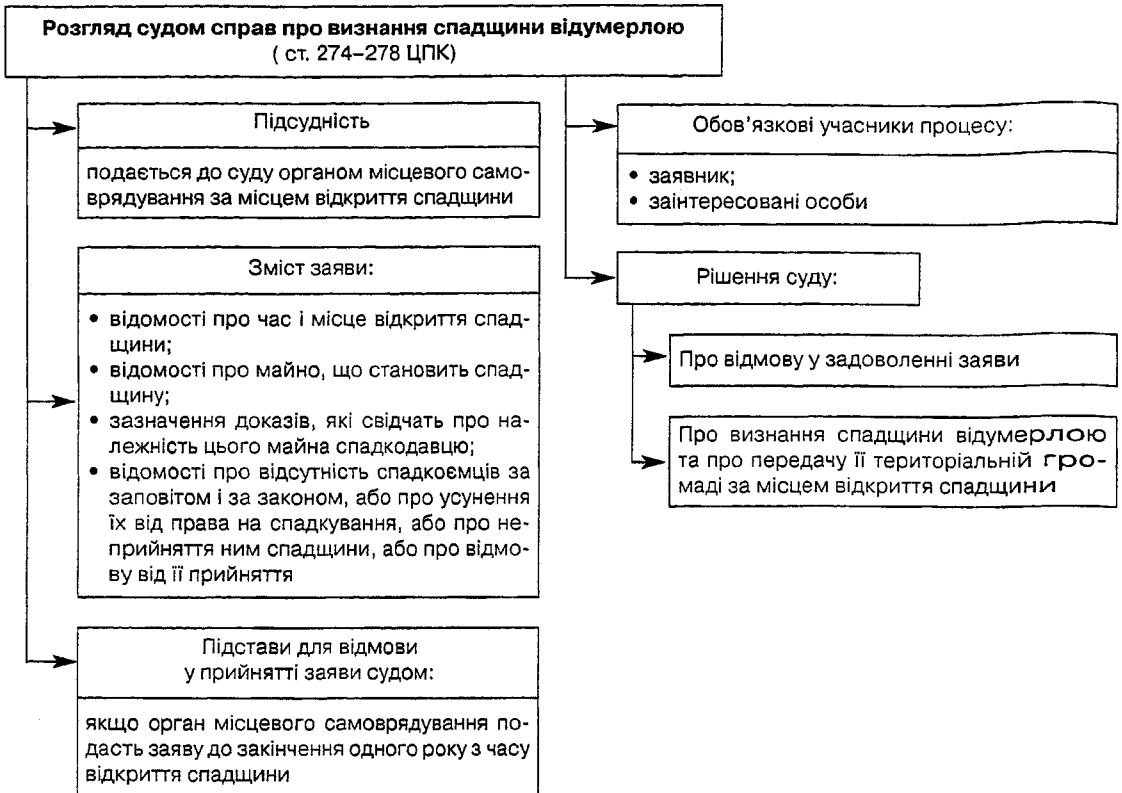 Розгляд судом справ про визнання спадщини відумерлою
( ст. 274–278 ЦПК)
Підсудність
подається до суду органом місцевого само-
врядування за місцем відкриття спадщини
Зміст заяви:
• відомості про час і місце відкриття спад-
щини;
• відомості про майно, що становить спад-
щину;
• зазначення доказів, які свідчать про на-
лежність цього майна спадкодавцю;
• відомості про відсутність спадкоємців за
заповітом і за законом, або про усунення
їх від права на спадкування, або про не-
прийняття ним спадщини, або про відмо-
ву від її прийняття
Підстави для відмови
у прийнятті заяви судом:
якщо орган місцевого самоврядування по-
дасть заяву до закінчення одного року з часу
відкриття спадщини
Обов’язкові учасники процесу:
• заявник;
• заінтересовані особи
Рішення суду:
Про відмову у задоволенні заяви
Про визнання спадщини відумерлою
та про передачу її територіальній гро-
маді за місцем відкриття спадщини